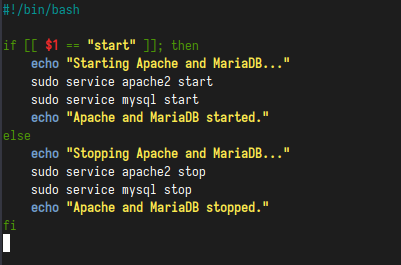 #!/bin/bash

if [[ $1 == "start" ]]; then
    echo "Starting Apache and MariaDB..."
    sudo service apache2 start
    sudo service mysql start
    echo "Apache and MariaDB started."
else
    echo "Stopping Apache and MariaDB..."
    sudo service apache2 stop
    sudo service mysql stop
    echo "Apache and MariaDB stopped."
fi